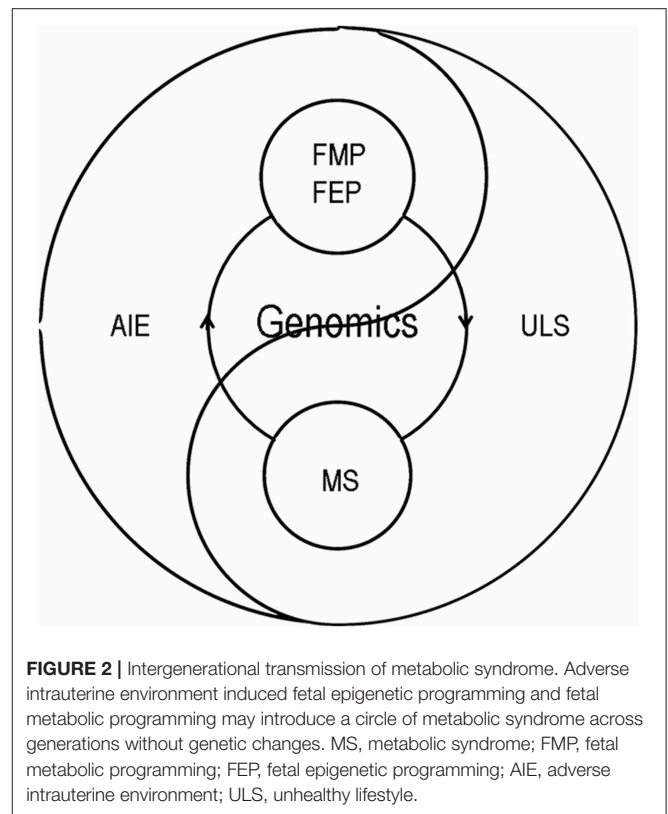 FMP
FEP
AIE
Genomics
ULS
MS
FIGURE 2 | Intergenerational transmission of metabolic syndrome. Adverse
intrauterine environment induced fetal epigenetic programming and fetal
metabolic programming may introduce a circle of metabolic syndrome across
generations without genetic changes. MS, metabolic syndrome; FMP, fetal
metabolic programming; FEP, fetal epigenetic programming; AIE, adverse
intrauterine environment; ULS, unhealthy lifestyle.